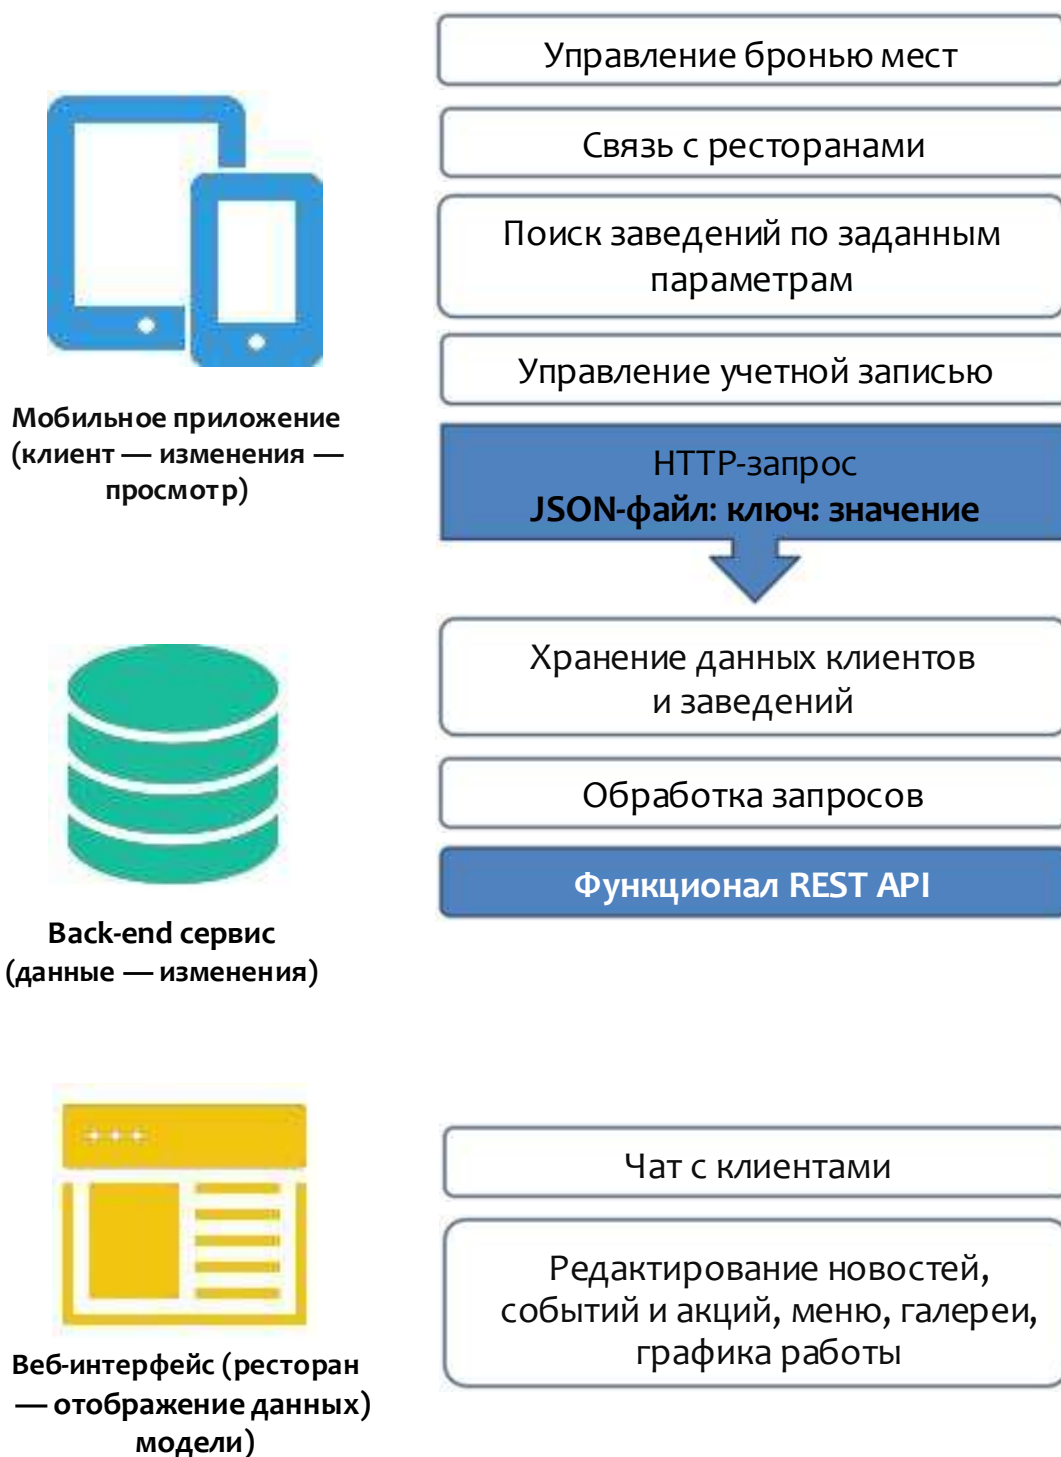 Управление бронью мест
Связь с ресторанами
Поиск заведений по заданным
параметрам
Управление учетной записью
Мобильное приложение
(клиент — изменения —
просмотр)
HTTP-запрос
JSON-файл: ключ: значение
Хранение данных клиентов
и заведений
Обработка запросов
Функционал REST API
Back-end сервис
(данные — изменения)
Чат с клиентами
Редактирование новостей,
событий и акций, меню, галереи,
графика работы
Веб-интерфейс (ресторан
— отображение данных)
модели)